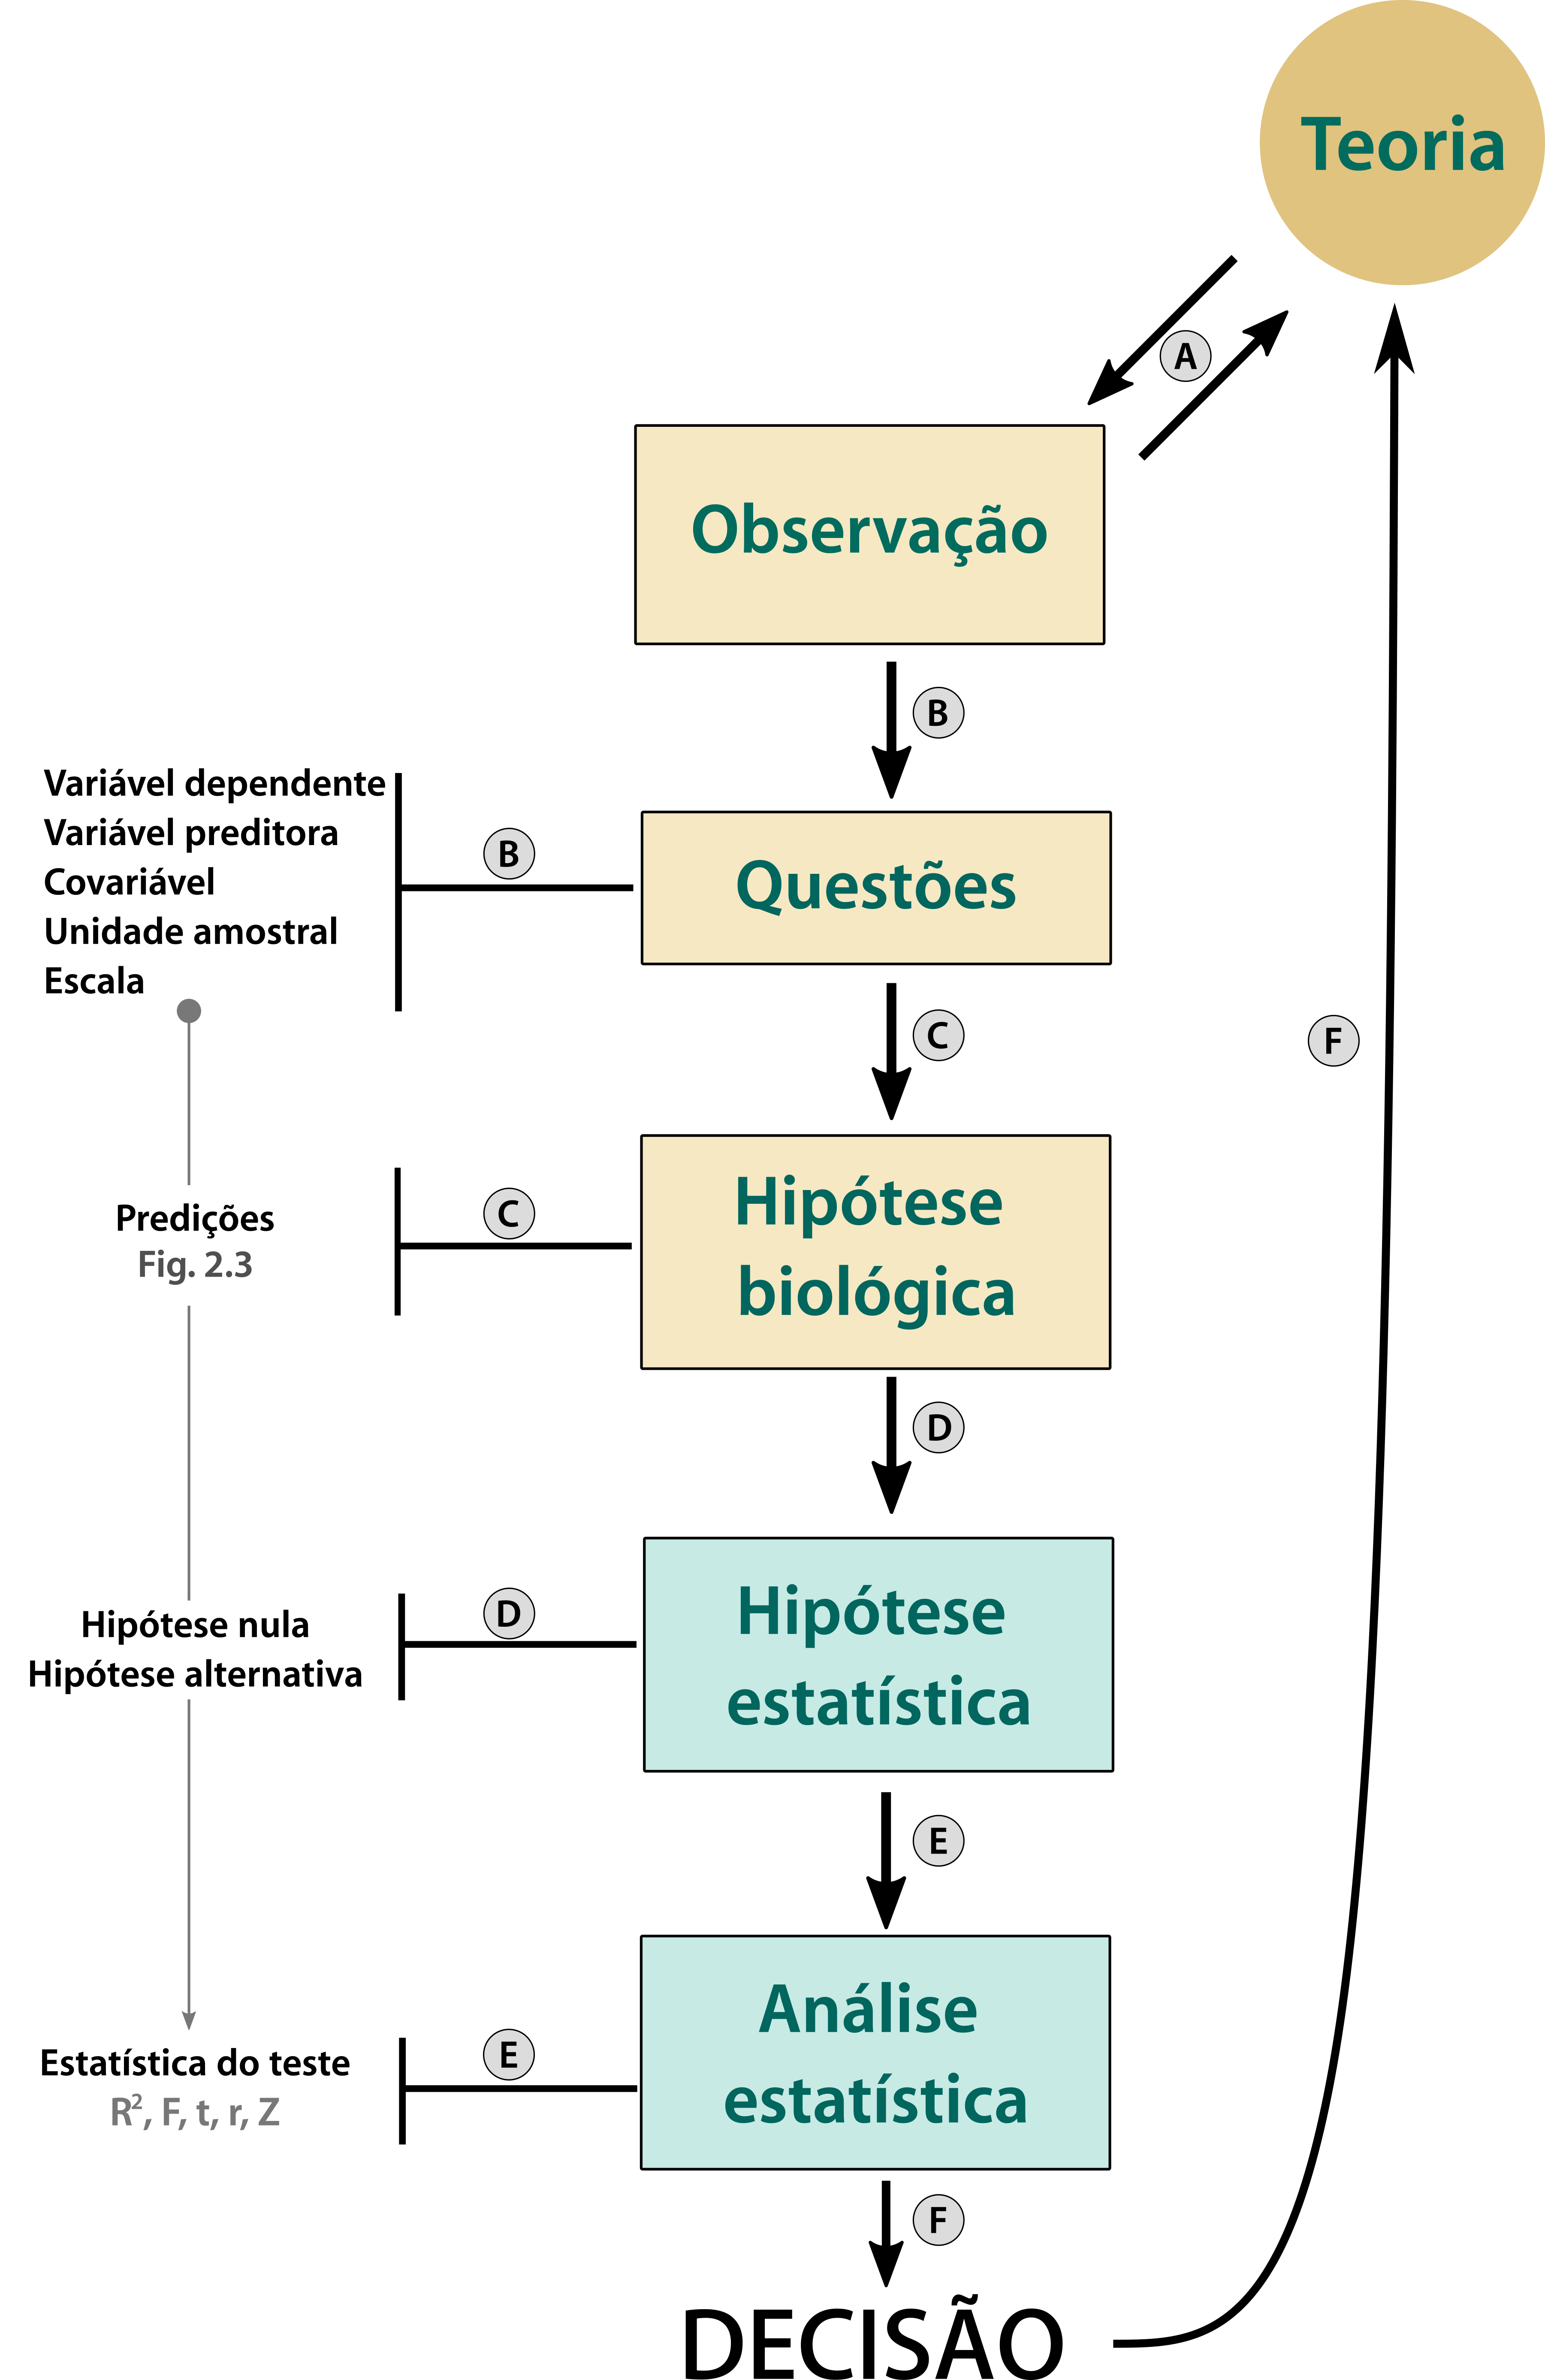 Teoria
A
Observação
B
Variável dependente
Variável preditora
Covariável
Unidade amostral
Escala
B
Questões
C
F
Predições
Fig. 2.3
C
Hipótese
biológica
D
Hipótese nula
Hipótese alternativa
D
Hipótese
estatística
E
Estatística do teste
R², F, t, r, Z
E
Análise
estatística
F
DECISÃO